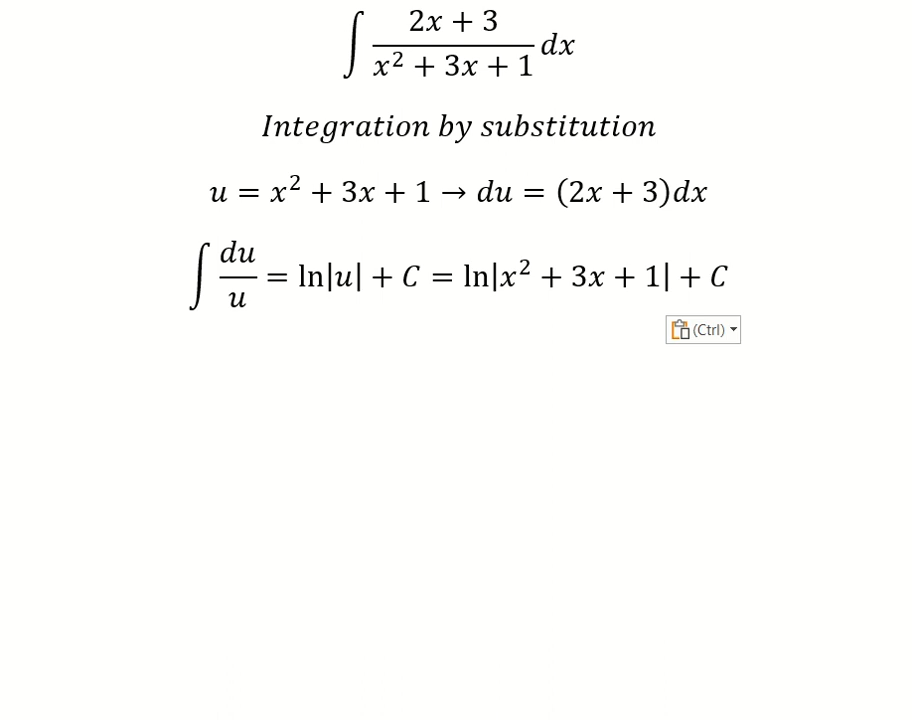 ∫ (2x + 3)/(x² + 3x + 1) dx
Integration by substitution
u = x² + 3x + 1 → du = (2x + 3)dx
∫ du/u = ln|u| + C = ln|x² + 3x + 1| + C
(Ctrl)